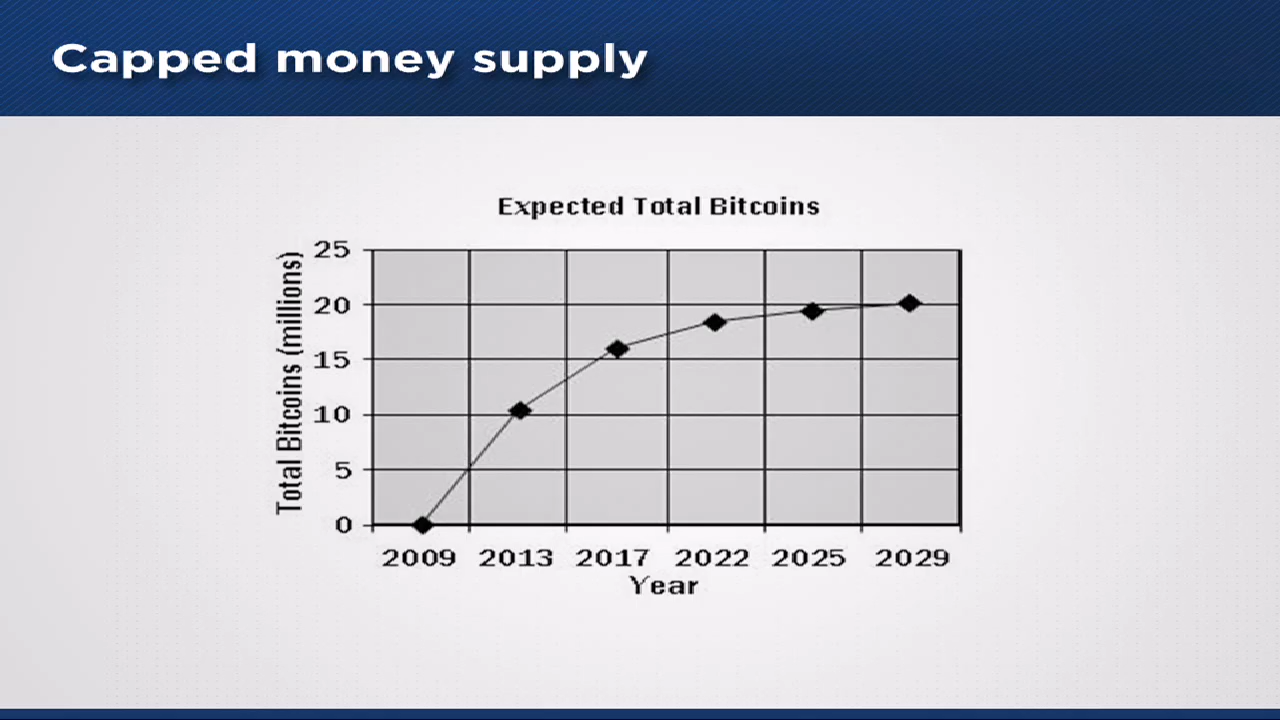 Capped money supply
Expected Total Bitcoins
Total Bitcoins (millions)
25
20
15
10
5
0
2009 2013 2017 2022 2025 2029
Year